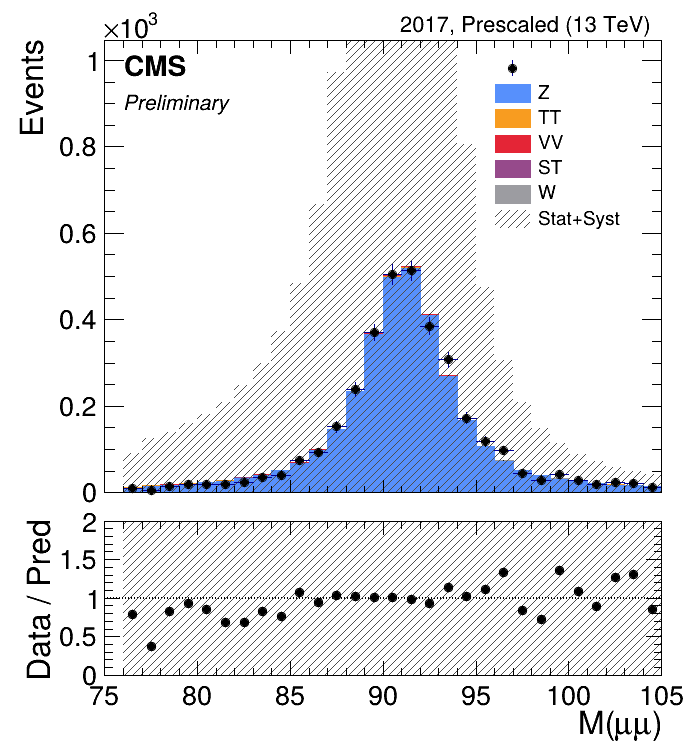 ×10³
2017, Prescaled (13 TeV)
Events
1
0.8
0.6
0.4
0.2
0
CMS
Preliminary
Z
TT
VV
ST
W
Stat+Syst
Data / Pred
2
1.5
1
0.5
0
75 80 85 90 95 100 105
M(μμ)